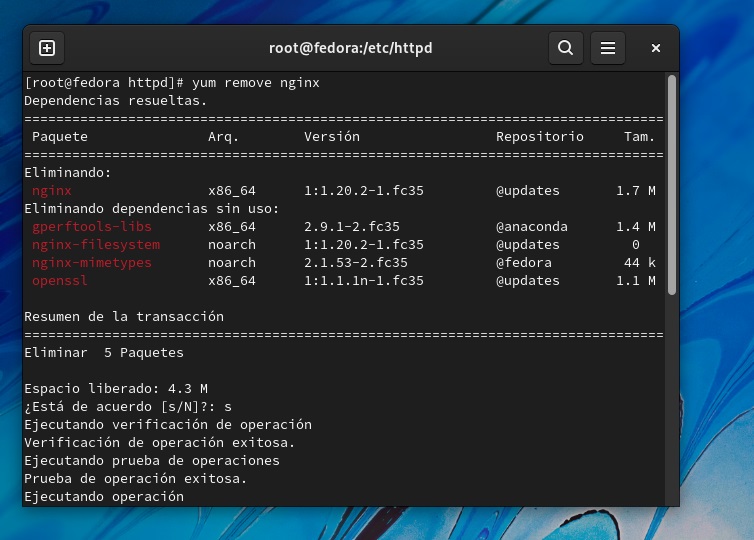 root@fedora:/etc/httpd
[root@fedora httpd]# yum remove nginx
Dependencias resueltas.
================================================================================
 Paquete               Arq.        Versión                 Repositorio     Tam.
================================================================================
Eliminando:
 nginx                 x86_64      1:1.20.2-1.fc35         @updates       1.7 M
Eliminando dependencias sin uso:
 gperftools-libs       x86_64      2.9.1-2.fc35            @anaconda      1.4 M
 nginx-filesystem      noarch      1:1.20.2-1.fc35         @updates         0
 nginx-mimetypes       noarch      2.1.53-2.fc35           @fedora         44 k
 openssl               x86_64      1:1.1.1n-1.fc35         @updates       1.1 M

Resumen de la transacción
================================================================================
Eliminar  5 Paquetes

Espacio liberado: 4.3 M
¿Está de acuerdo [s/N]?: s
Ejecutando verificación de operación
Verificación de operación exitosa.
Ejecutando prueba de operaciones
Prueba de operación exitosa.
Ejecutando operación